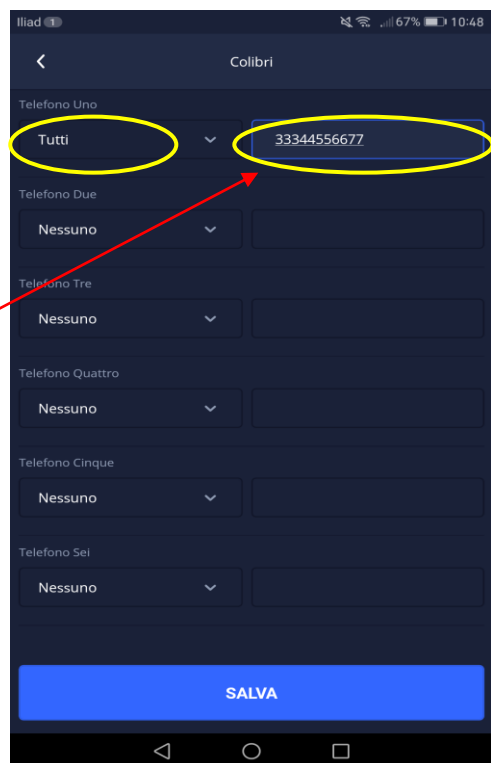 Iliad 1 67% 10:48
Colibri
Telefono Uno
Tutti 33344556677
Telefono Due
Nessuno
Telefono Tre
Nessuno
Telefono Quattro
Nessuno
Telefono Cinque
Nessuno
Telefono Sei
Nessuno
SALVA